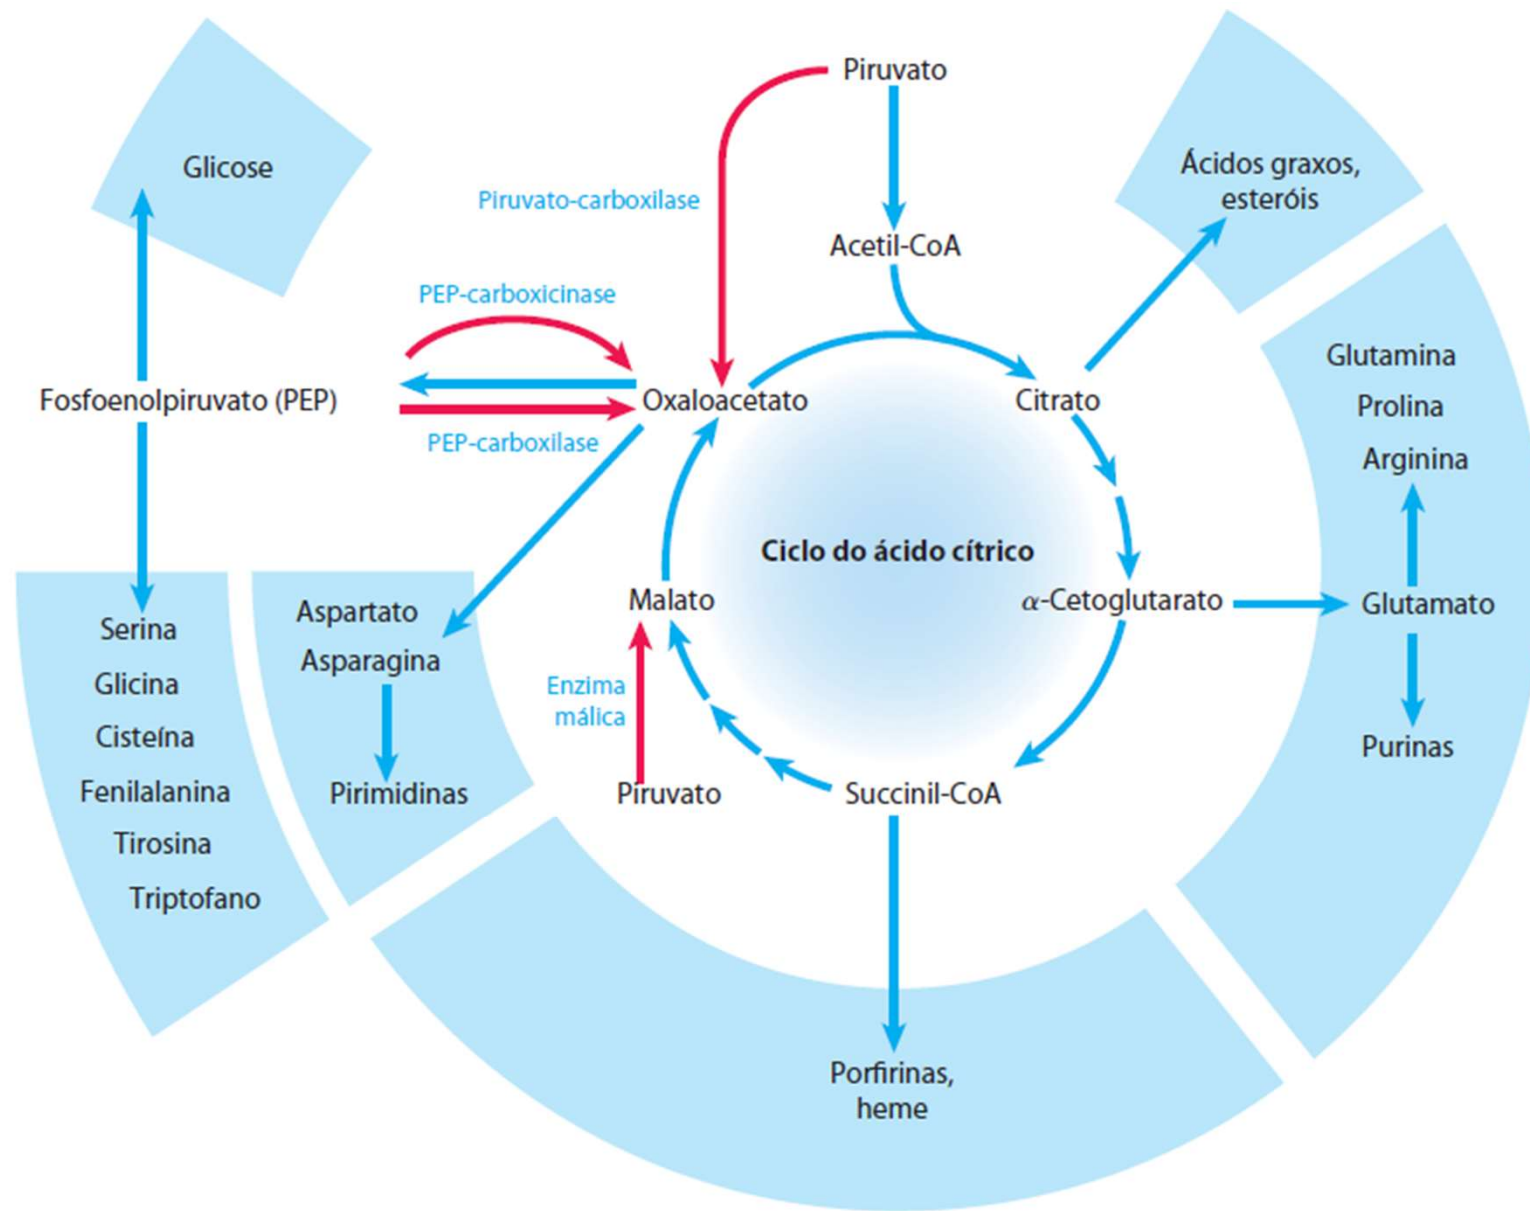 Piruvato
Glicose
Ácidos graxos,
esteróis
Piruvato-carboxilase
Acetil-CoA
PEP-carboxicinase
Fosfoenolpiruvato (PEP)
Oxaloacetato
Citrato
PEP-carboxilase
Glutamina
Prolina
Arginina
Ciclo do ácido cítrico
Malato
α-Cetoglutarato
Glutamato
Purinas
Aspartato
Asparagina
Pirimidinas
Serina
Glicina
Cisteína
Fenilalanina
Tirosina
Triptofano
Enzima
málica
Piruvato
Succinil-CoA
Porfirinas,
heme